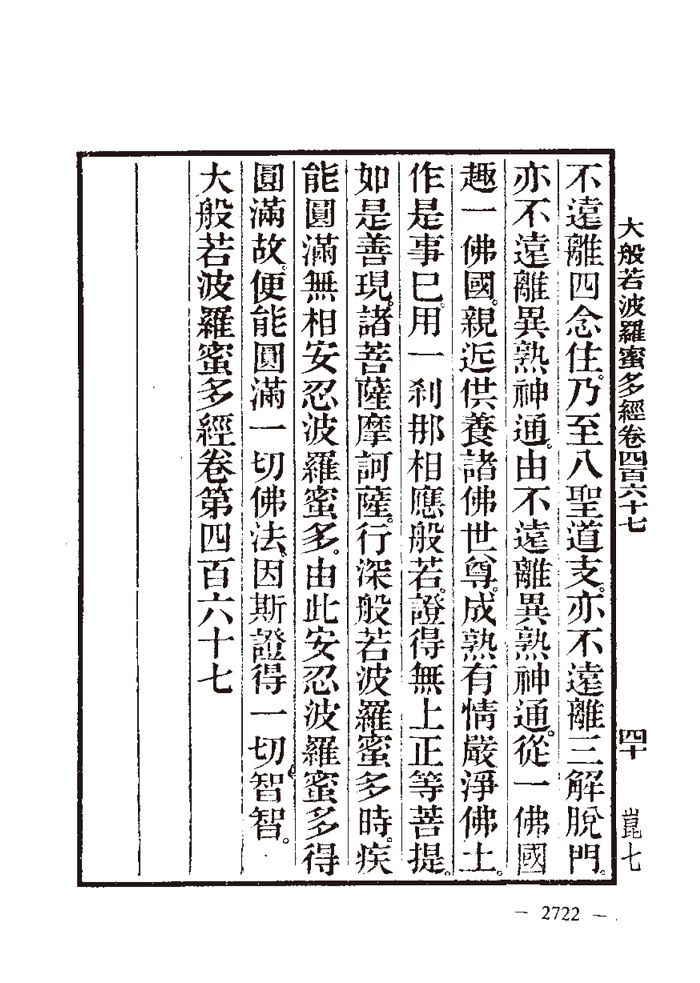 大般若波羅蜜多經卷四百六十七　四十　崑七
不遠離四念住。乃至八聖道支。亦不遠離三解脫門。
亦不遠離異熟神通。由不遠離異熟神通。從一佛國
趣一佛國。親近供養諸佛世尊。成熟有情嚴淨佛土。
作是事已。用一刹那相應般若。證得無上正等菩提。
如是善現。諸菩薩摩訶薩。行深般若波羅蜜多時。疾
能圓滿無相安忍波羅蜜多。由此安忍波羅蜜多得
圓滿故。便能圓滿一切佛法。因斯證得一切智智。
大般若波羅蜜多經卷第四百六十七
— 2722 —